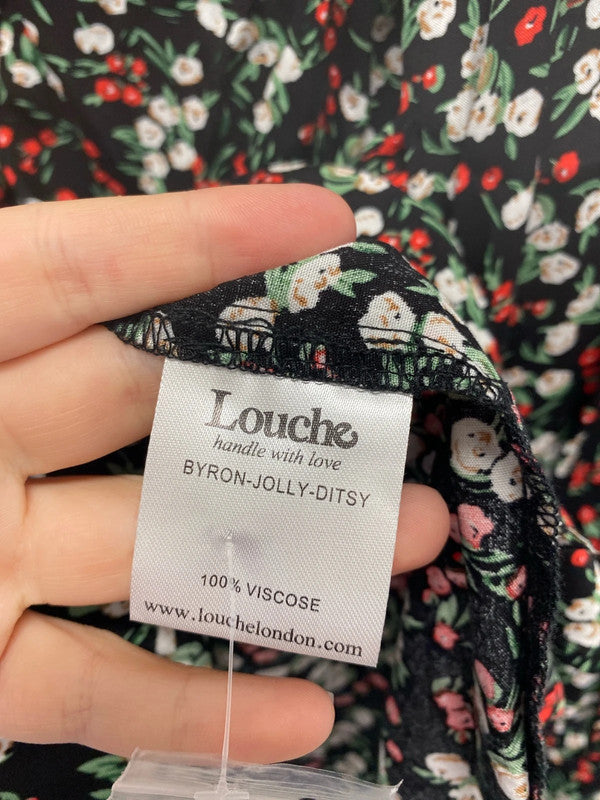 Louche
handle with love
BYRON-JOLLY-DITSY
100% VISCOSE
www.louchelondon.com